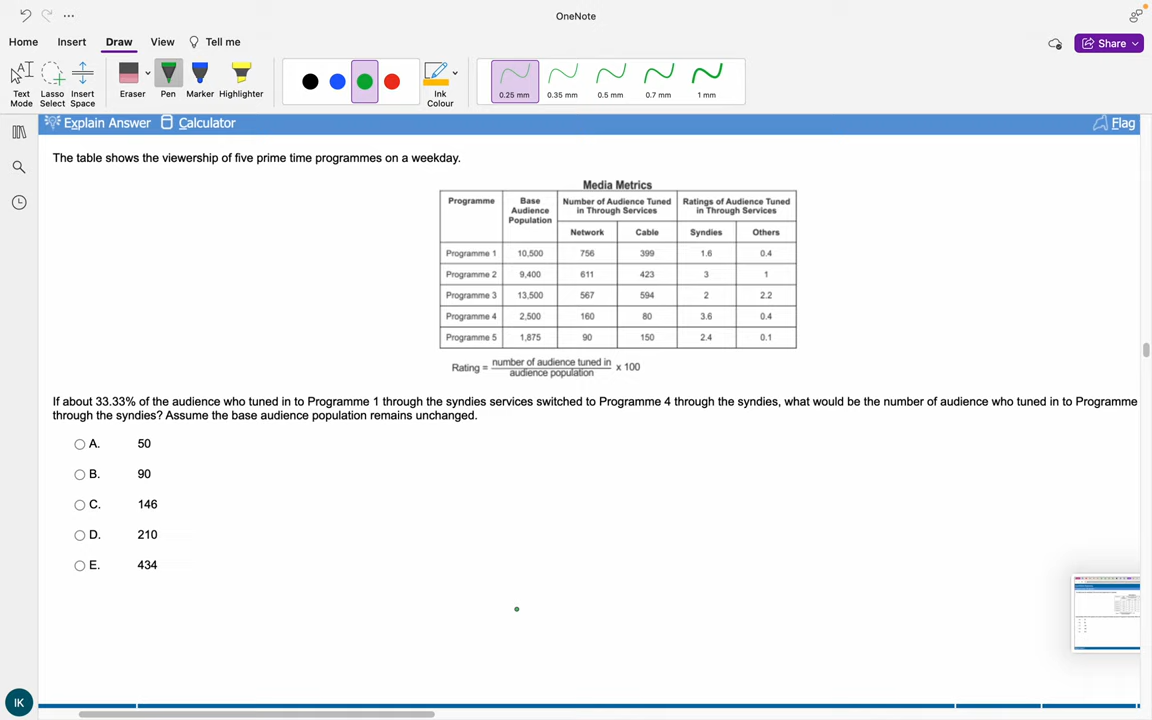 OneNote
Home Insert Draw View Tell me
Share
Text Mode
Lasso Select
Insert Space
Eraser
Pen
Marker
Highlighter
Ink Colour
0.25 mm
0.35 mm
0.5 mm
0.7 mm
1 mm
Explain Answer Calculator Flag
The table shows the viewership of five prime time programmes on a weekday.
Media Metrics
Programme Base Audience Population Number of Audience Tuned in Through Services Ratings of Audience Tuned in Through Services
Network Cable Syndies Others
Programme 1 10,500 756 399 1.6 0.4
Programme 2 9,400 611 423 3 1
Programme 3 13,500 567 594 2 2.2
Programme 4 2,500 160 80 3.6 0.4
Programme 5 1,875 90 150 2.4 0.1
Rating = number of audience tuned in / audience population x 100
If about 33.33% of the audience who tuned in to Programme 1 through the syndies services switched to Programme 4 through the syndies, what would be the number of audience who tuned in to Programme
through the syndies? Assume the base audience population remains unchanged.
A. 50
B. 90
C. 146
D. 210
E. 434
IK